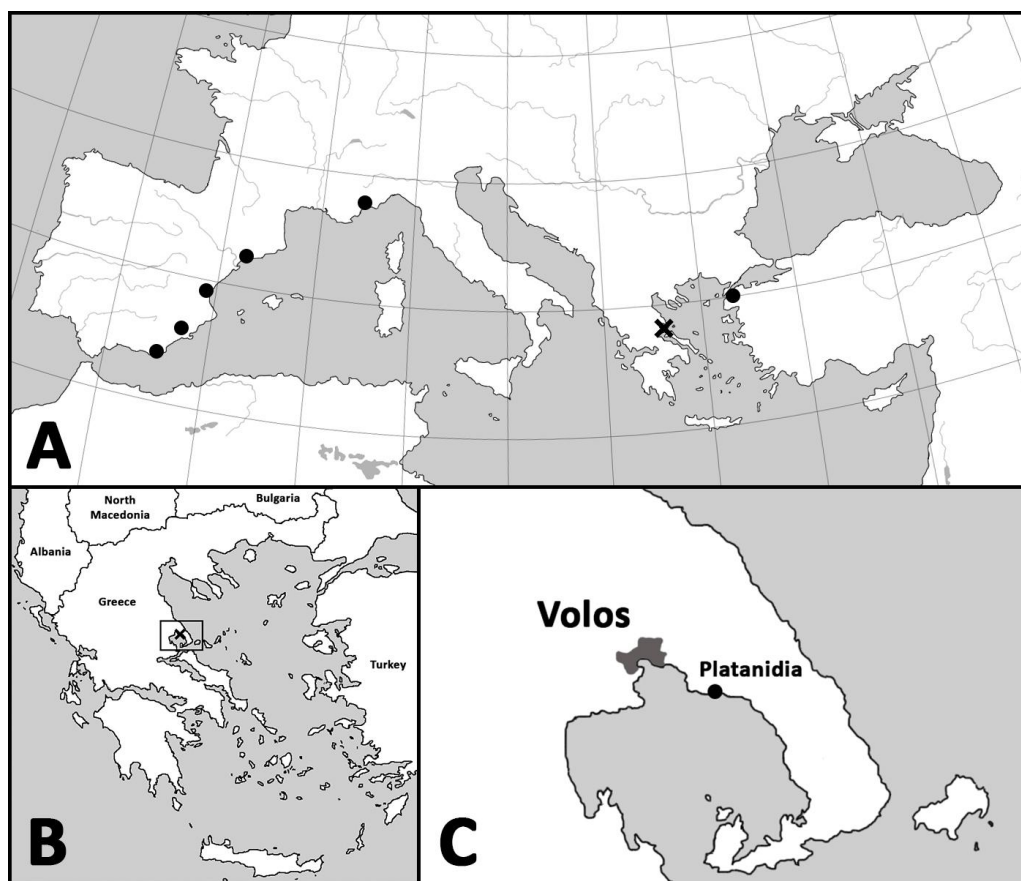 A
North
Macedonia
Bulgaria
Albania
Greece
Turkey
B
Volos
Platanidia
C